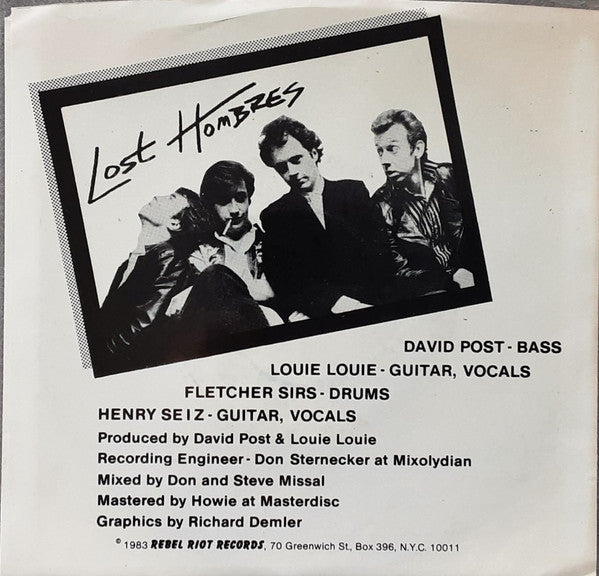 Lost HOMBRES
DAVID POST - BASS
LOUIE LOUIE - GUITAR, VOCALS
FLETCHER SIRS - DRUMS
HENRY SEIZ - GUITAR, VOCALS
Produced by David Post & Louie Louie
Recording Engineer - Don Sternecker at Mixolydian
Mixed by Don and Steve Missal
Mastered by Howie at Masterdisc
Graphics by Richard Demler
© 1983 REBEL RIOT RECORDS, 70 Greenwich St., Box 396, N.Y.C. 10011